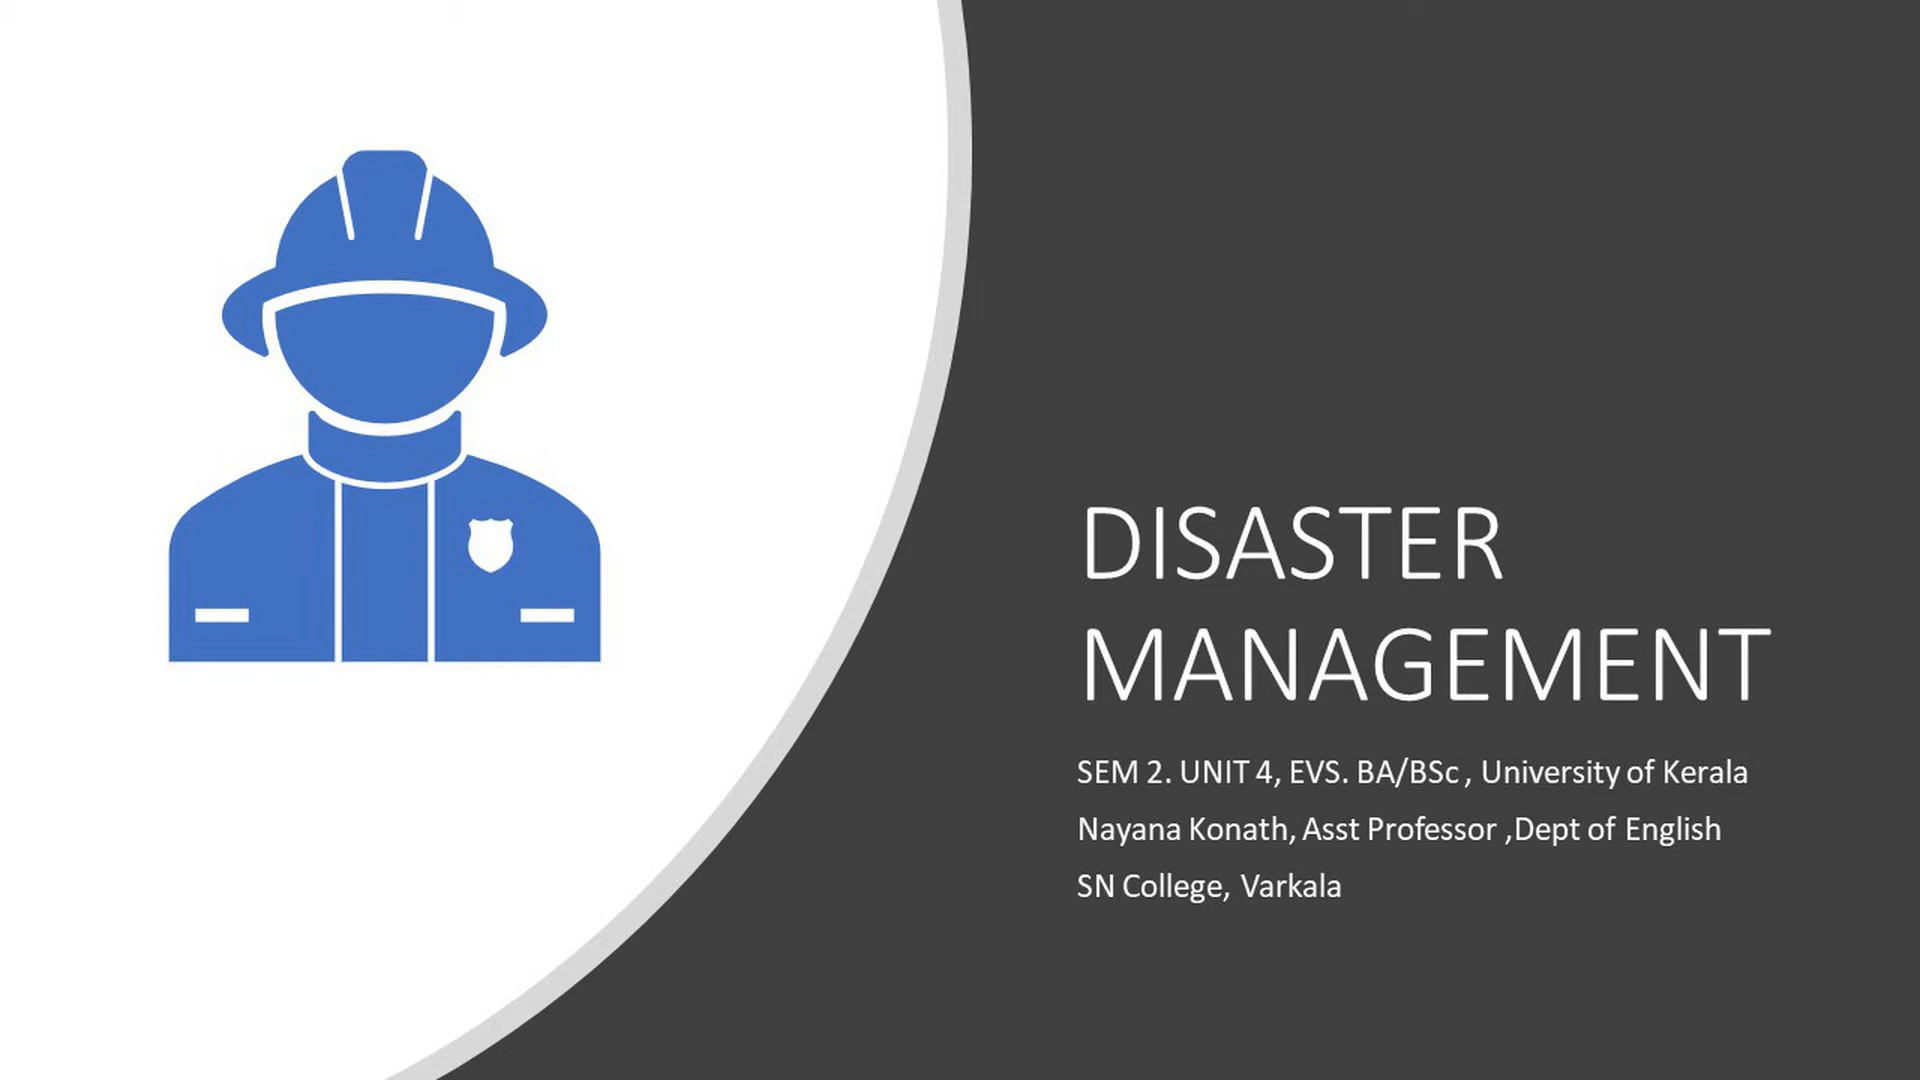 DISASTER
MANAGEMENT
SEM 2. UNIT 4, EVS. BA/BSc , University of Kerala
Nayana Konath, Asst Professor ,Dept of English
SN College, Varkala